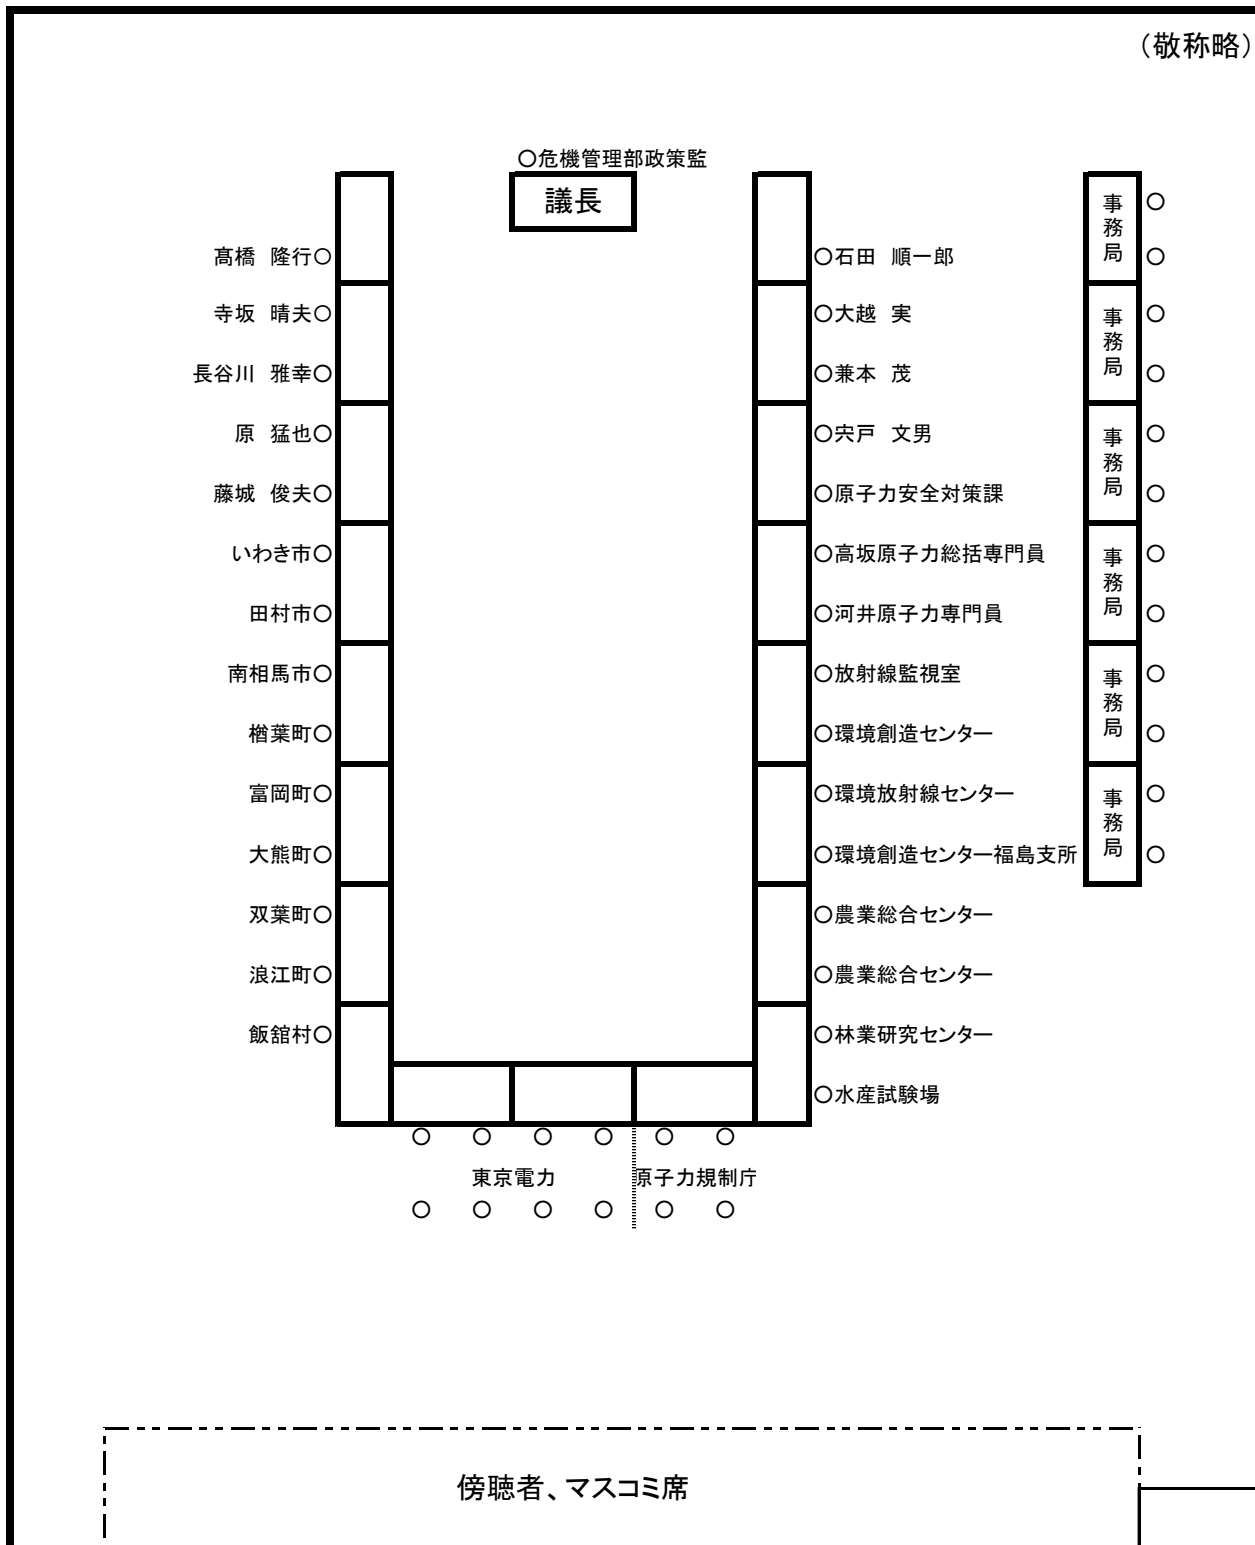 （敬称略）
○危機管理部政策監
議長
髙橋　隆行○
寺坂　晴夫○
長谷川　雅幸○
原　猛也○
藤城　俊夫○
いわき市○
田村市○
南相馬市○
楢葉町○
富岡町○
大熊町○
双葉町○
浪江町○
飯舘村○
○石田　順一郎
○大越　実
○兼本　茂
○宍戸　文男
○原子力安全対策課
○高坂原子力総括専門員
○河井原子力専門員
○放射線監視室
○環境創造センター
○環境放射線センター
○環境創造センター福島支所
○農業総合センター
○農業総合センター
○林業研究センター
○水産試験場
事務局
事務局
事務局
事務局
事務局
事務局
東京電力
原子力規制庁
傍聴者、マスコミ席